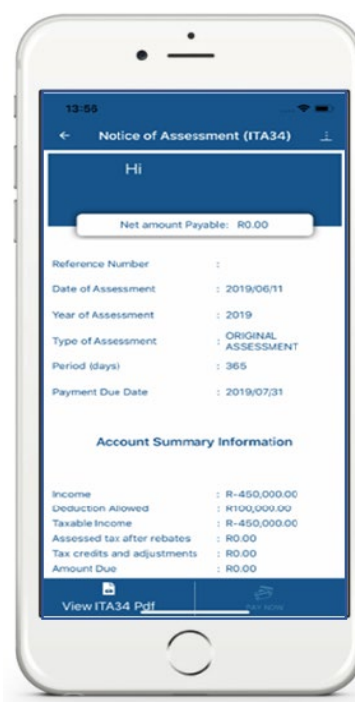 13:55
Notice of Assessment (ITA34)
Hi
Net amount Payable: R0.00
Reference Number :
Date of Assessment : 2019/06/11
Year of Assessment : 2019
Type of Assessment : ORIGINAL ASSESSMENT
Period (days) : 365
Payment Due Date : 2019/07/31
Account Summary Information
Income : R-450,000.00
Deduction Allowed : R100,000.00
Taxable Income : R-450,000.00
Assessed tax after rebates : R0.00
Tax credits and adjustments : R0.00
Amount Due : R0.00
View ITA34 Pdf
PAY NOW